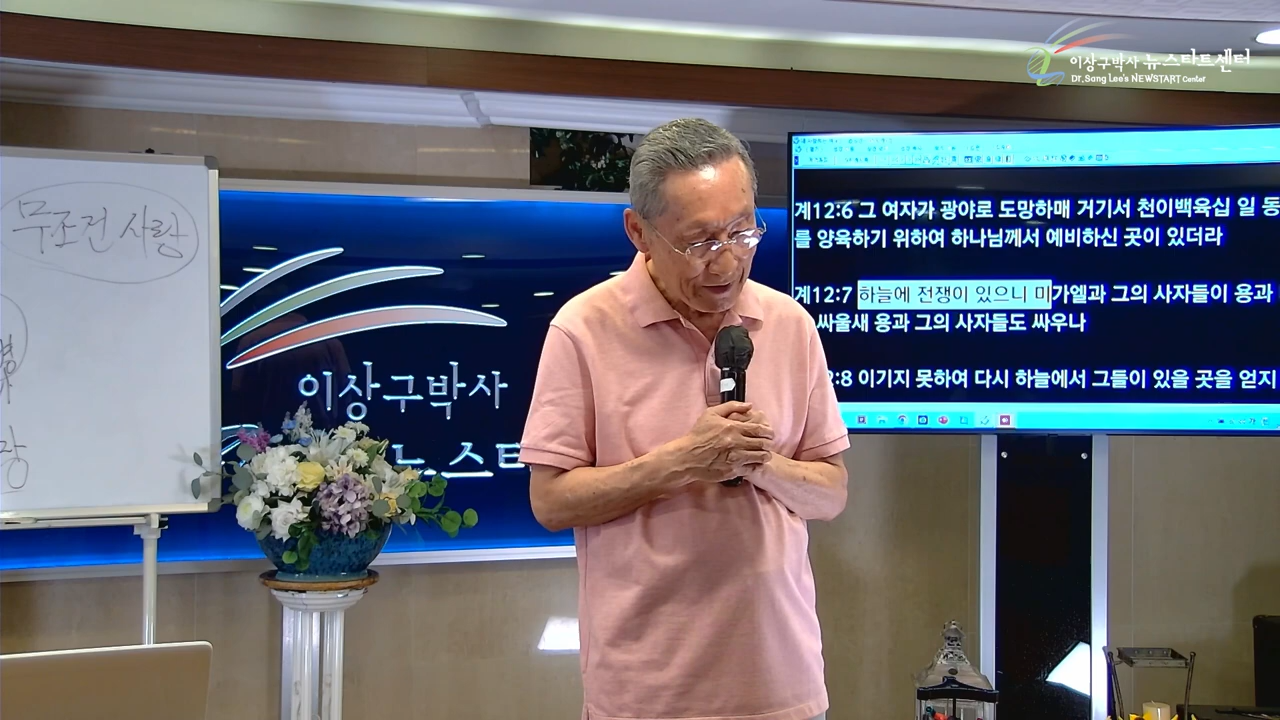 이상구박사 뉴스타트센터
Dr. Sang Lee's NEWSTART Center
무조건 사랑
이상구박사
뉴스타
계12:6 그 여자가 광야로 도망하매 거기서 천이백육십 일 동
를 양육하기 위하여 하나님께서 예비하신 곳이 있더라
계12:7 하늘에 전쟁이 있으니 미가엘과 그의 사자들이 용과
싸울새 용과 그의 사자들도 싸우나
:8 이기지 못하여 다시 하늘에서 그들이 있을 곳을 얻지